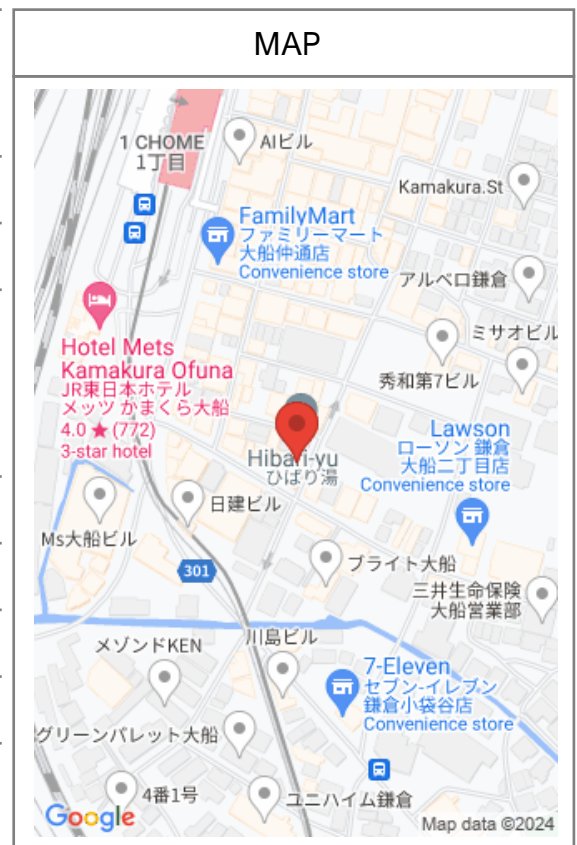 MAP
1 CHOME
1丁目
AIビル
Kamakura.St
FamilyMart
ファミリーマート
大船仲通店
Convenience store
アルベロ鎌倉
ミサオビル
Hotel Mets
Kamakura Ofuna
JR東日本ホテル
メッツ かまくら大船
4.0 ★ (772)
3-star hotel
秀和第7ビル
Lawson
ローソン 鎌倉
大船二丁目店
Convenience store
Hibari-yu
ひばり湯
日建ビル
Ms大船ビル
301
ブライト大船
三井生命保険
大船営業部
メゾンドKEN
川島ビル
7-Eleven
セブン-イレブン
鎌倉小袋谷店
Convenience store
グリーンパレット大船
4番1号
ユニハイム鎌倉
Google
Map data ©2024